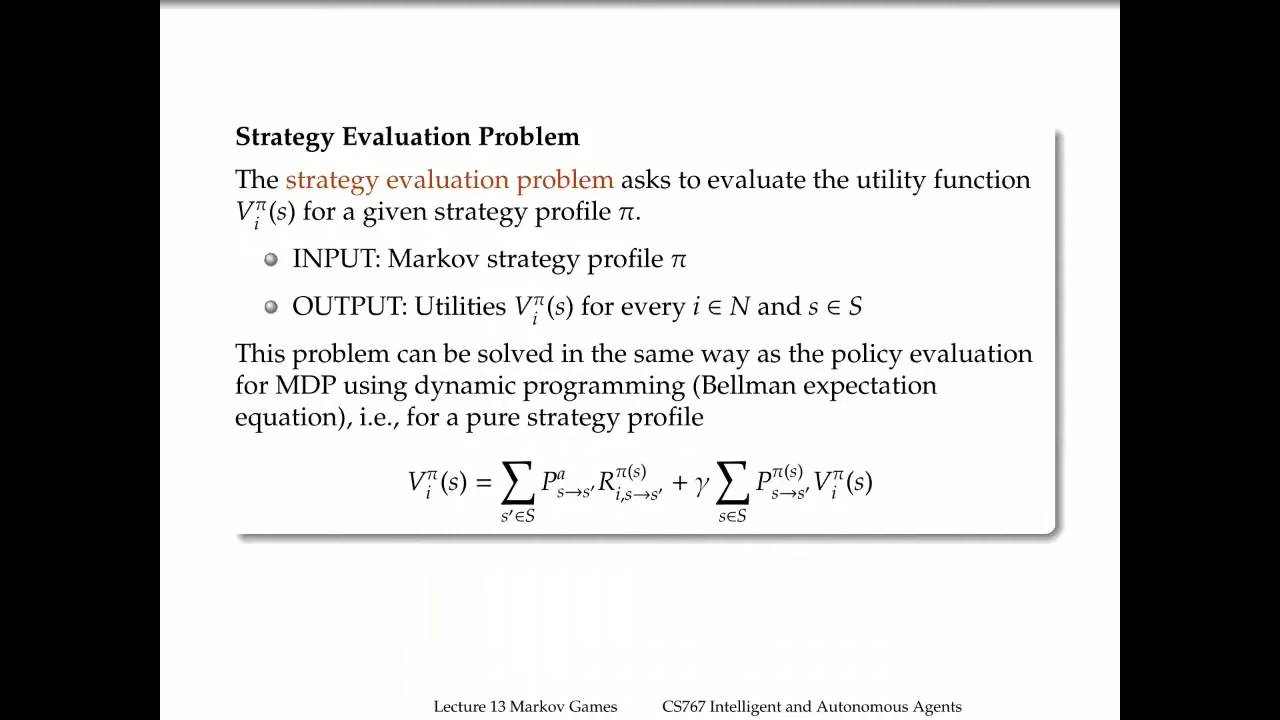 Strategy Evaluation Problem
The strategy evaluation problem asks to evaluate the utility function
V_i^π(s) for a given strategy profile π.
INPUT: Markov strategy profile π
OUTPUT: Utilities V_i^π(s) for every i ∈ N and s ∈ S
This problem can be solved in the same way as the policy evaluation
for MDP using dynamic programming (Bellman expectation
equation), i.e., for a pure strategy profile
V_i^π(s) = ∑_{s′∈S} P_{s→s′}^a R_{i,s→s′}^{π(s)} + γ ∑_{s∈S} P_{s→s′}^{π(s)} V_i^π(s)
Lecture 13 Markov Games CS767 Intelligent and Autonomous Agents